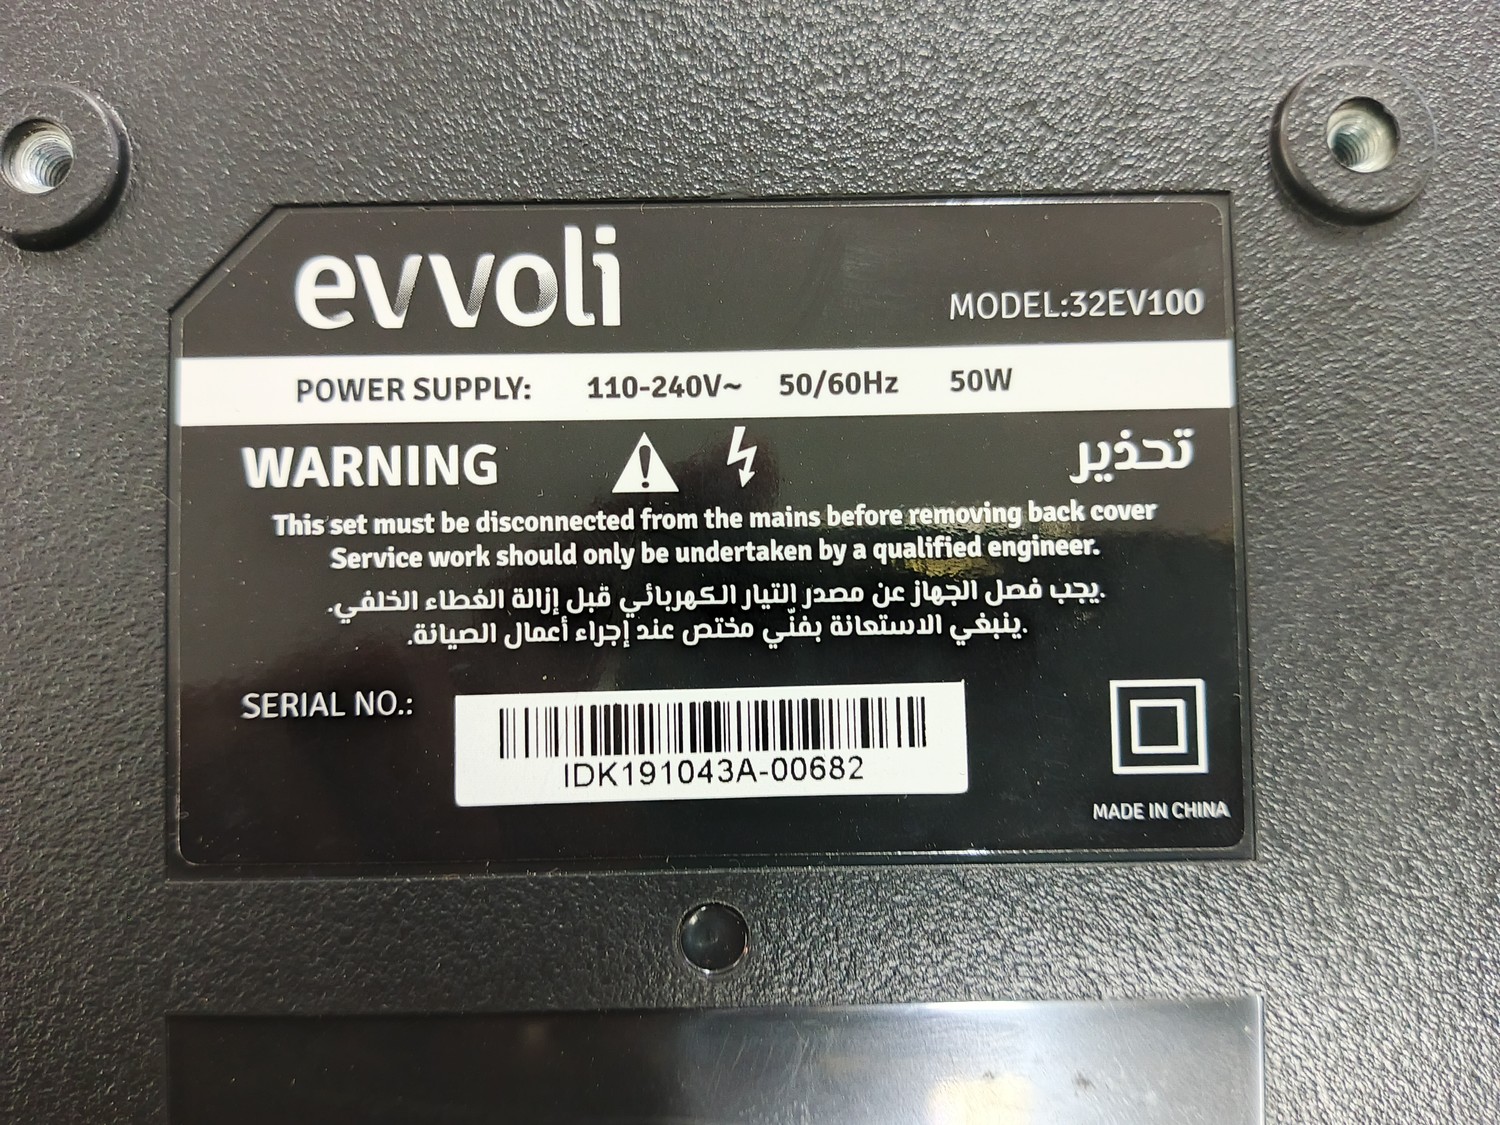 evvoli
MODEL:32EV100
POWER SUPPLY: 110-240V~ 50/60Hz 50W
WARNING تحذير
This set must be disconnected from the mains before removing back cover
Service work should only be undertaken by a qualified engineer.
.يجب فصل الجهاز عن مصدر التيار الكهربائي قبل إزالة الغطاء الخلفي.
.ينبغي الاستعانة بفنّي مختص عند إجراء أعمال الصيانة.
SERIAL NO.:
IDK191043A-00682
MADE IN CHINA